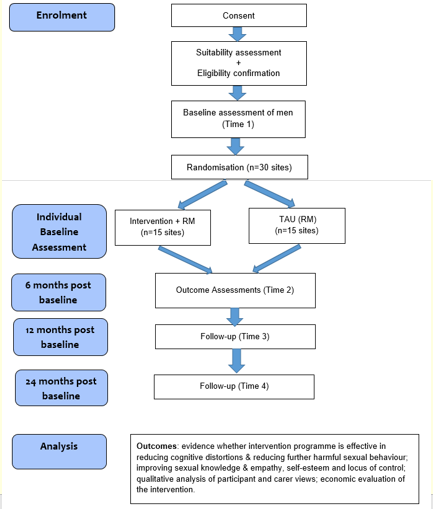 Enrolment
Consent
Suitability assessment
+
Eligibility confirmation
Baseline assessment of men
(Time 1)
Randomisation (n=30 sites)
Individual
Baseline
Assessment
Intervention + RM
(n=15 sites)
TAU (RM)
(n=15 sites)
6 months post
baseline
Outcome Assessments (Time 2)
12 months post
baseline
Follow-up (Time 3)
24 months post
baseline
Follow-up (Time 4)
Analysis
Outcomes: evidence whether intervention programme is effective in
reducing cognitive distortions & reducing further harmful sexual behaviour;
improving sexual knowledge & empathy, self-esteem and locus of control;
qualitative analysis of participant and carer views; economic evaluation of
the intervention.